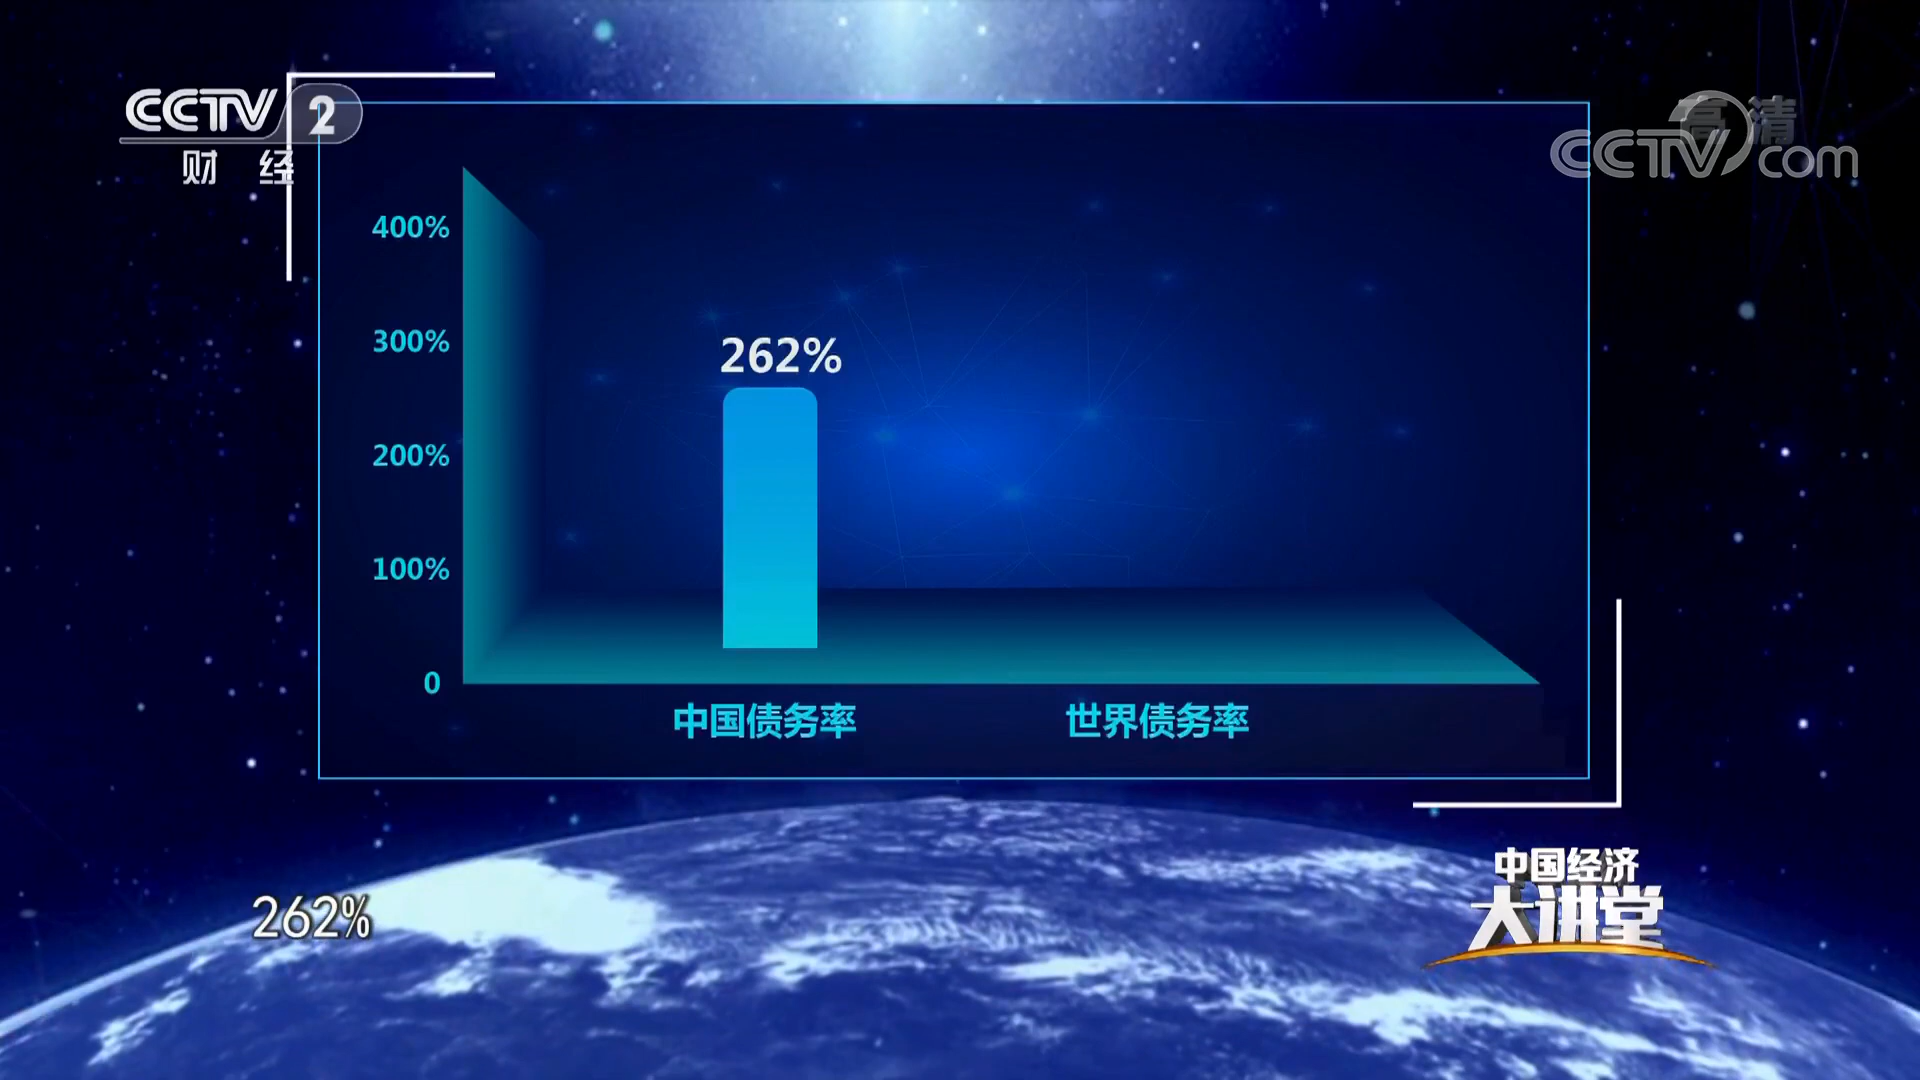 CCTV 2
财 经
高清
CCTV com
400%
300%
262%
200%
100%
0
中国债务率
世界债务率
262%
中国经济
大讲堂